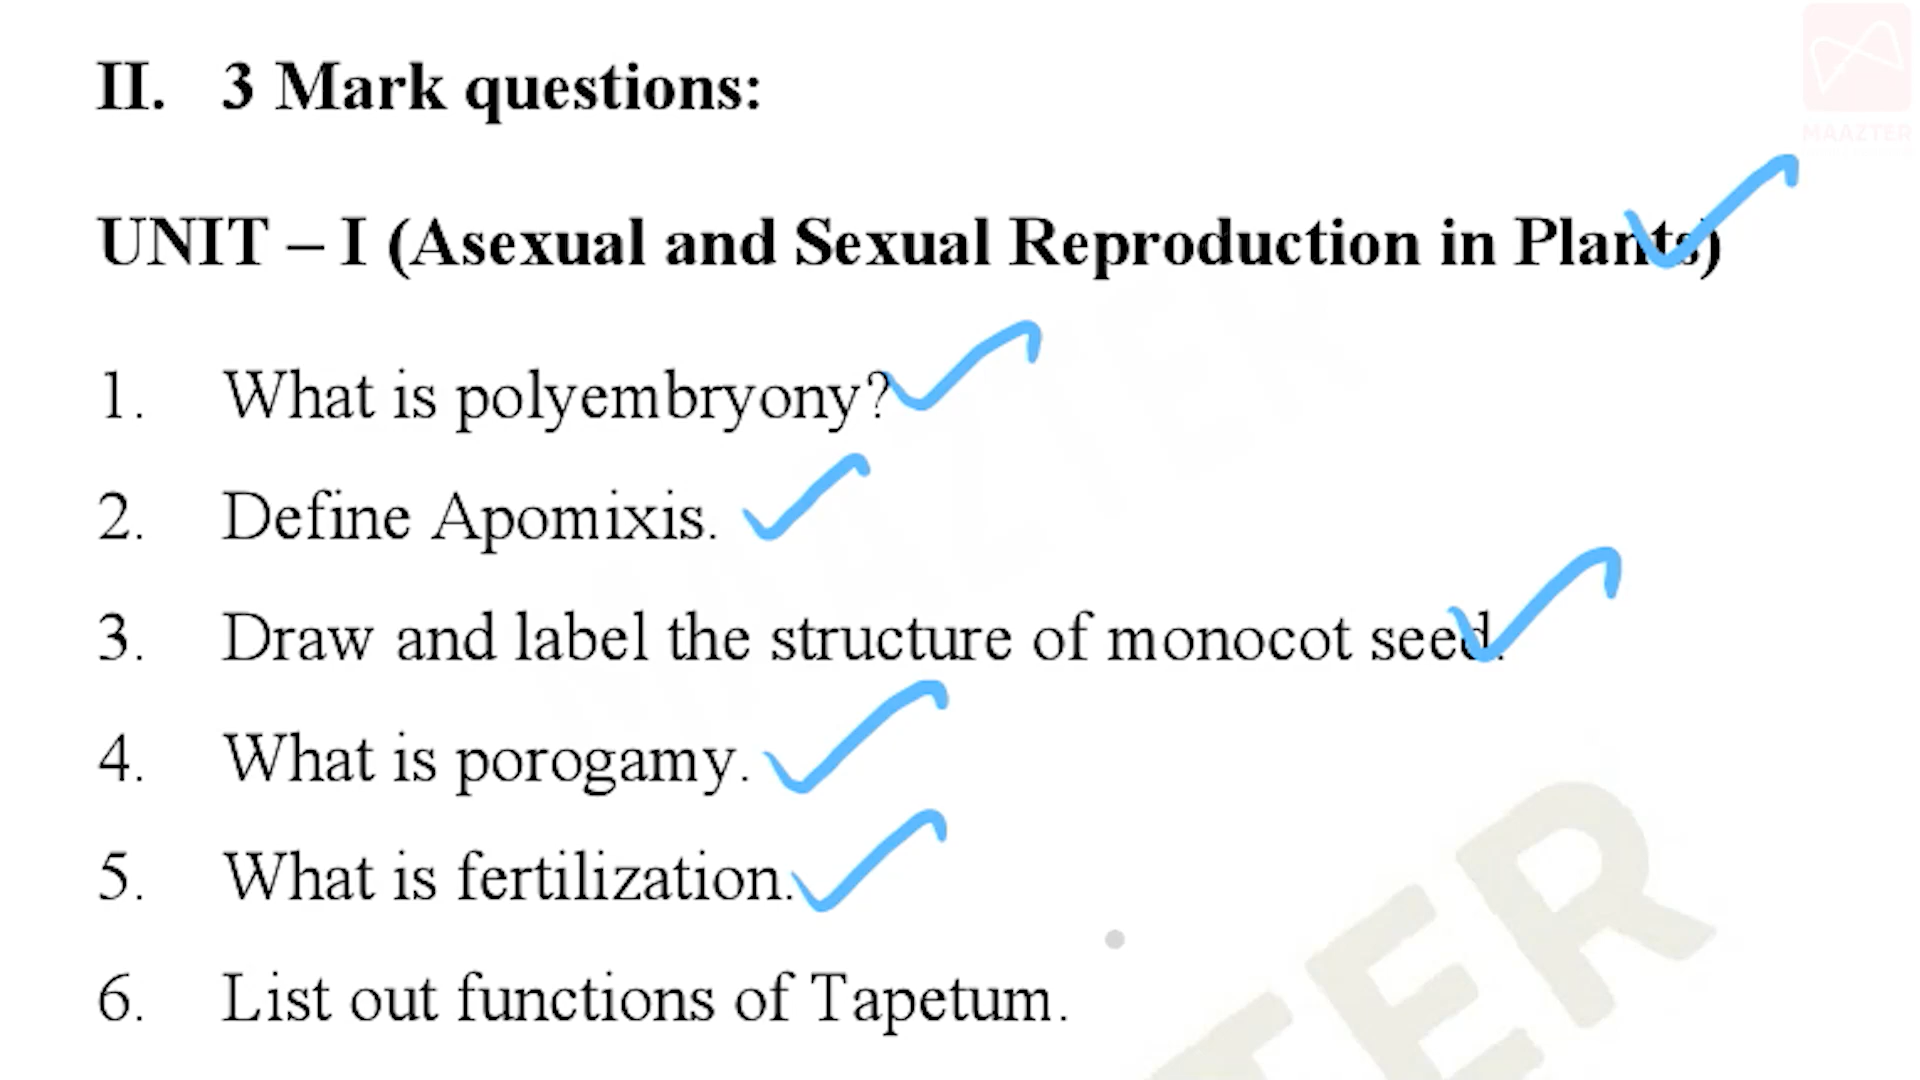 MAAZTER
II. 3 Mark questions:
UNIT – I (Asexual and Sexual Reproduction in Plants)
1. What is polyembryony?
2. Define Apomixis.
3. Draw and label the structure of monocot seed.
4. What is porogamy.
5. What is fertilization.
6. List out functions of Tapetum.
TER